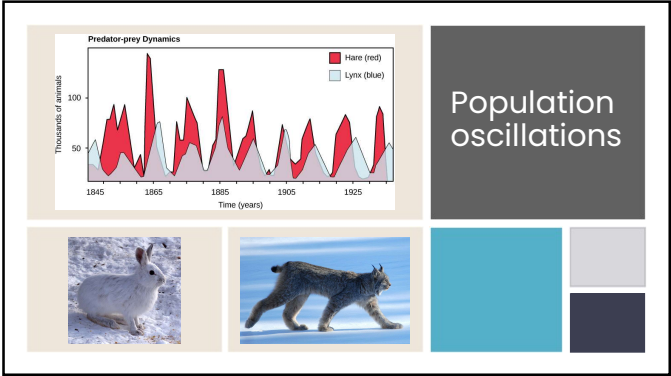 Predator-prey Dynamics
Hare (red)
Lynx (blue)
Thousands of animals
100
50
1845 1865 1885 1905 1925
Time (years)
Population
oscillations